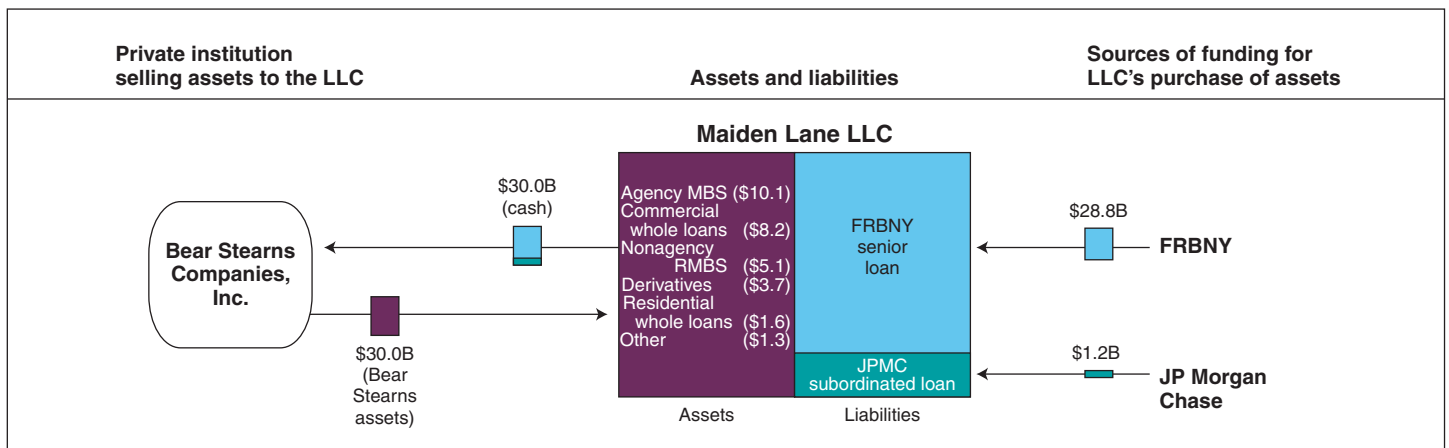 Private institution
selling assets to the LLC
Assets and liabilities
Sources of funding for
LLC's purchase of assets
Maiden Lane LLC
$30.0B
(cash)
Bear Stearns
Companies,
Inc.
$30.0B
(Bear
Stearns
assets)
Agency MBS ($10.1)
Commercial
whole loans ($8.2)
Nonagency
RMBS ($5.1)
Derivatives ($3.7)
Residential
whole loans ($1.6)
Other ($1.3)
Assets
FRBNY
senior
loan
JPMC
subordinated loan
Liabilities
$28.8B
FRBNY
$1.2B
JP Morgan
Chase